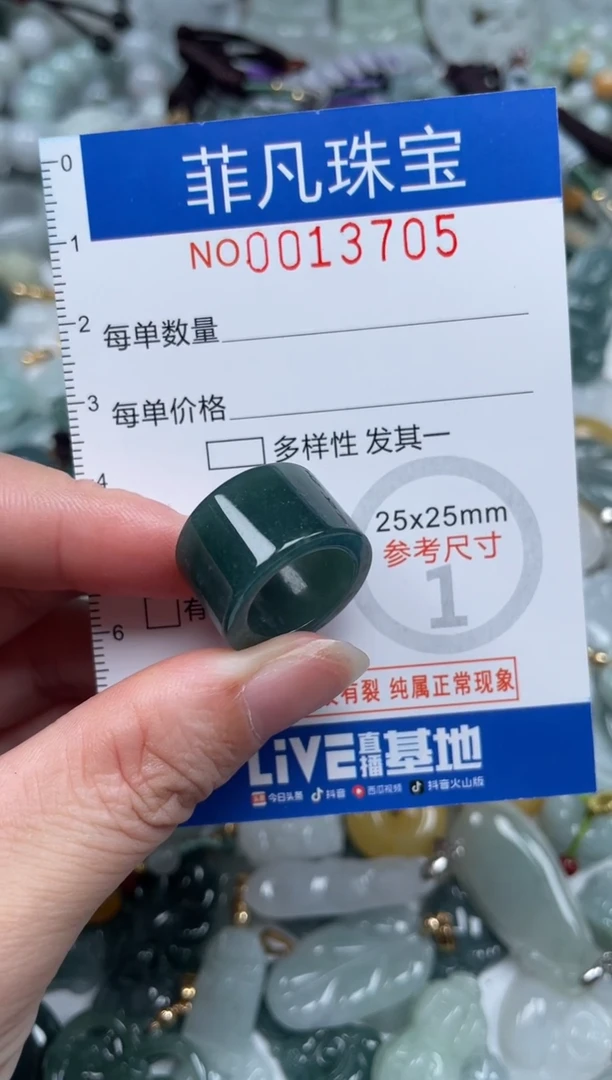 菲凡珠宝
NO0013705
0
1
2
3
4
6
每单数量
每单价格
多样性 发其一
25x25mm
参考尺寸
1
有
有裂 纯属正常现象
LiVE直播基地
今日头条 抖音 西瓜视频 抖音火山版